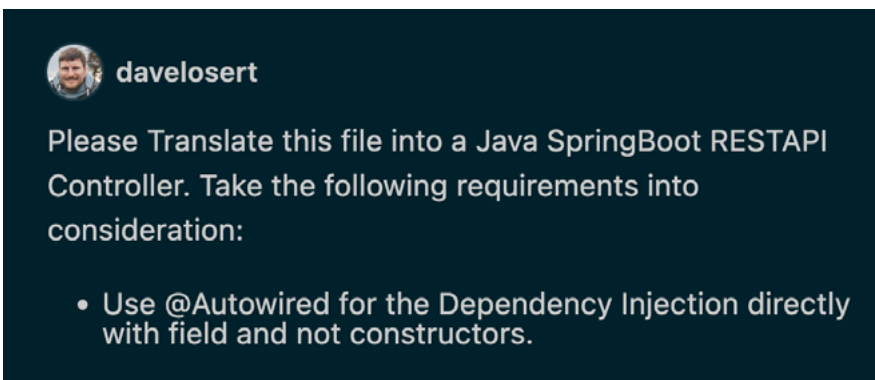 davelosert
Please Translate this file into a Java SpringBoot RESTAPI
Controller. Take the following requirements into
consideration:
• Use @Autowired for the Dependency Injection directly
with field and not constructors.